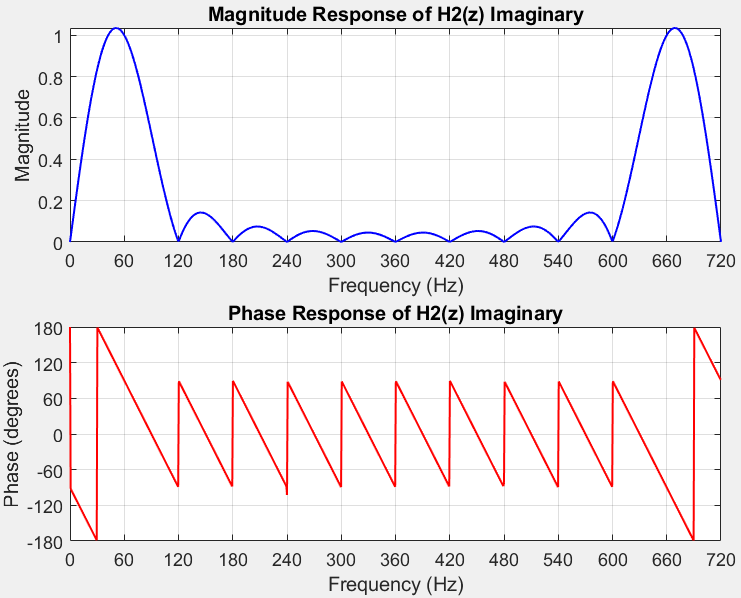 Magnitude Response of H2(z) Imaginary
1
0.8
0.6
0.4
0.2
0
Magnitude
0 60 120 180 240 300 360 420 480 540 600 660 720
Frequency (Hz)
Phase Response of H2(z) Imaginary
180
120
60
0
-60
-120
-180
Phase (degrees)
0 60 120 180 240 300 360 420 480 540 600 660 720
Frequency (Hz)